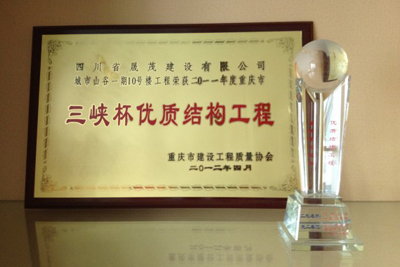 四川省晟茂建设有限公司
城市山谷一期10号楼工程荣获二○一一年度重庆市
三峡杯优质结构工程
重庆市建设工程质量协会
二○一二年四月